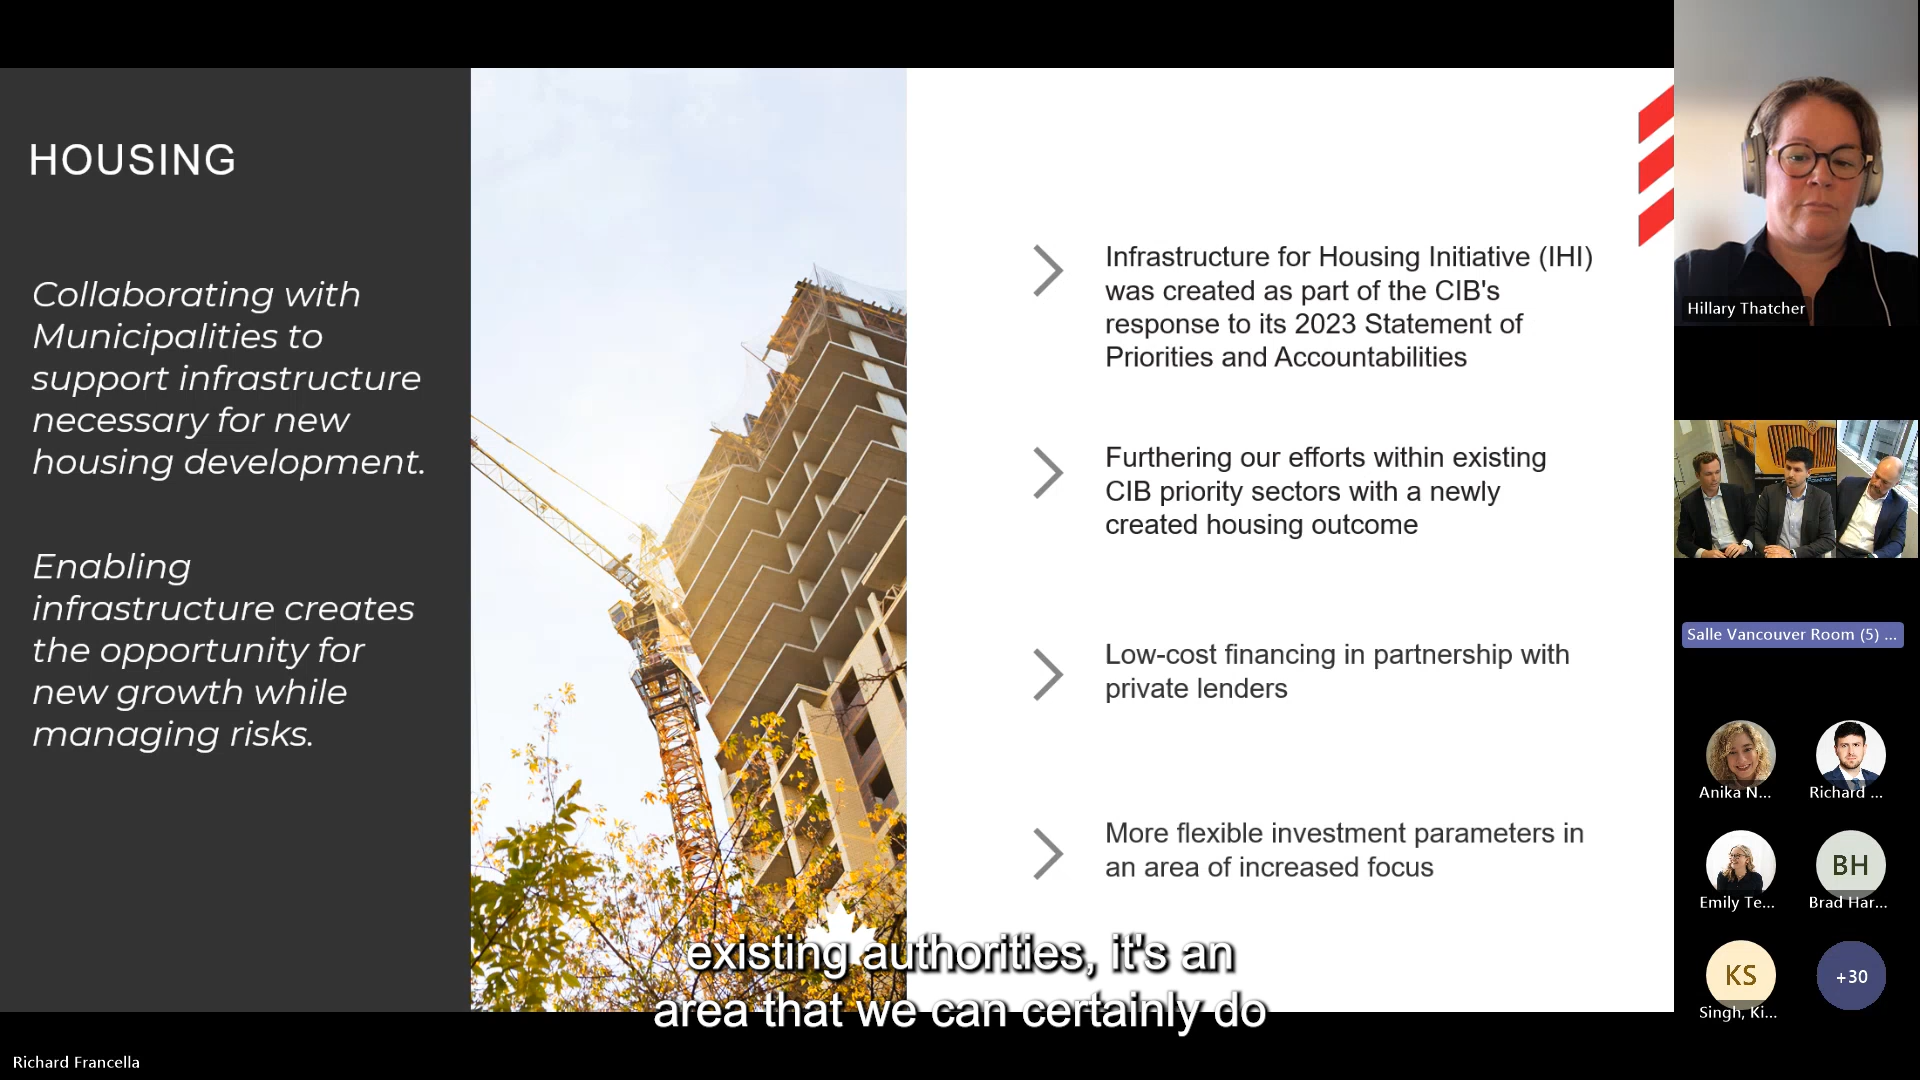 HOUSING
Collaborating with
Municipalities to
support infrastructure
necessary for new
housing development.
Enabling
infrastructure creates
the opportunity for
new growth while
managing risks.
Infrastructure for Housing Initiative (IHI)
was created as part of the CIB's
response to its 2023 Statement of
Priorities and Accountabilities
Furthering our efforts within existing
CIB priority sectors with a newly
created housing outcome
Low-cost financing in partnership with
private lenders
More flexible investment parameters in
an area of increased focus
existing authorities, it's an
area that we can certainly do
Richard Francella
Hillary Thatcher
Salle Vancouver Room (5) ...
Anika N...
Richard ...
Emily Te...
BH
Brad Har...
KS
Singh, Ki...
+30